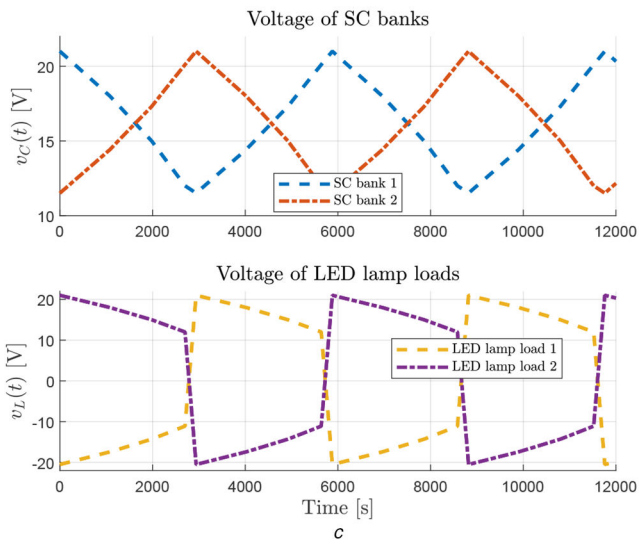 Voltage of SC banks
v_C(t) [V]
20
15
10
0
2000
4000
6000
8000
10000
12000
SC bank 1
SC bank 2
Voltage of LED lamp loads
v_L(t) [V]
20
10
0
-10
-20
0
2000
4000
6000
8000
10000
12000
LED lamp load 1
LED lamp load 2
Time [s]
c